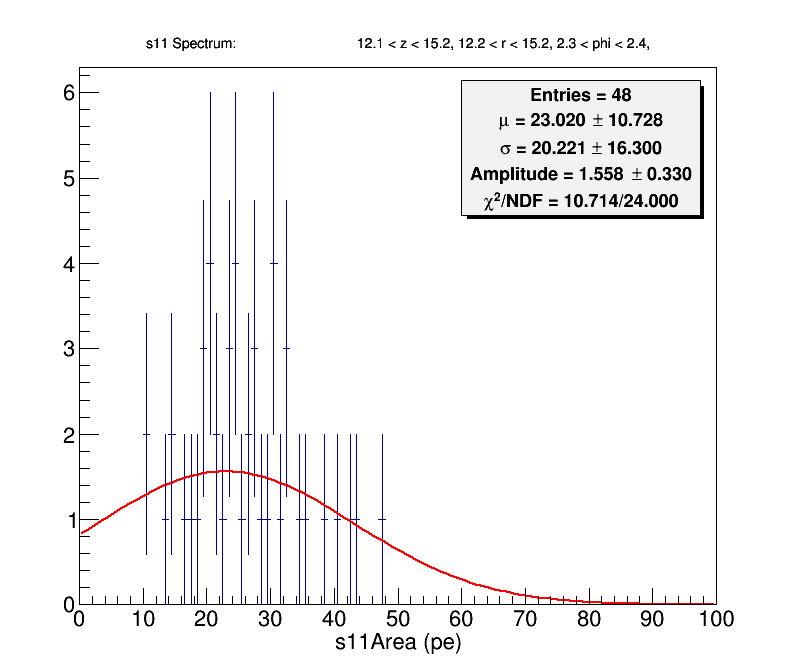 s11 Spectrum: 12.1 < z < 15.2, 12.2 < r < 15.2, 2.3 < phi < 2.4,
Entries = 48
μ = 23.020 ± 10.728
σ = 20.221 ± 16.300
Amplitude = 1.558 ± 0.330
χ²/NDF = 10.714/24.000
6
5
4
3
2
1
0
0 10 20 30 40 50 60 70 80 90 100
s11Area (pe)